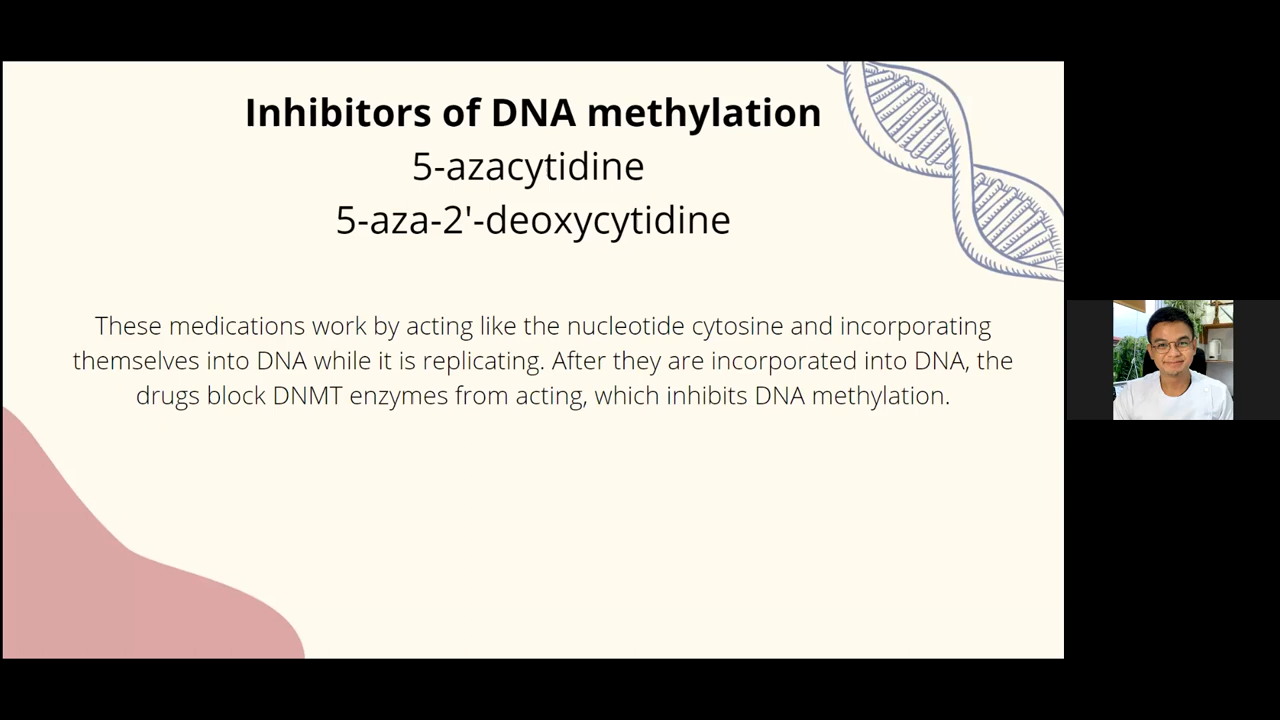 Inhibitors of DNA methylation
5-azacytidine
5-aza-2'-deoxycytidine
These medications work by acting like the nucleotide cytosine and incorporating
themselves into DNA while it is replicating. After they are incorporated into DNA, the
drugs block DNMT enzymes from acting, which inhibits DNA methylation.